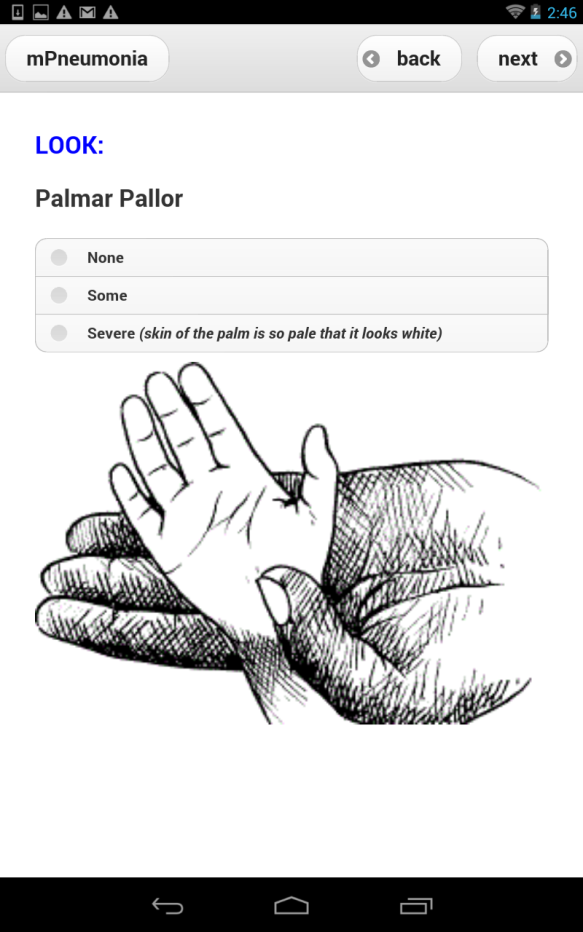 2:46
mPneumonia
back
next
LOOK:
Palmar Pallor
None
Some
Severe (skin of the palm is so pale that it looks white)